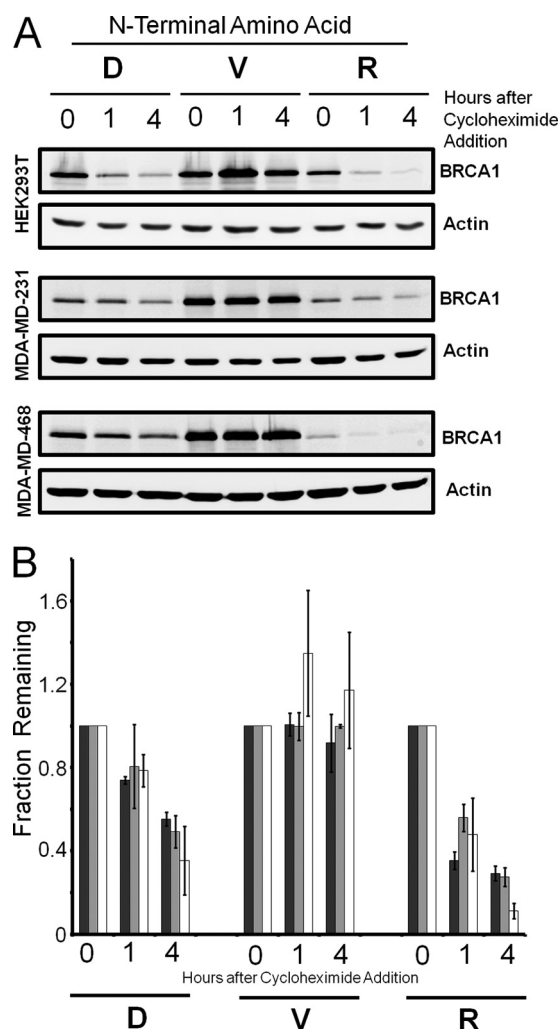 A
N-Terminal Amino Acid
D V R
0 1 4 0 1 4 0 1 4
Hours after
Cycloheximide
Addition
HEK293T
BRCA1
Actin
MDA-MD-231
BRCA1
Actin
MDA-MD-468
BRCA1
Actin
B
Fraction Remaining
1.6
1.2
0.8
0.4
0
0 1 4 0 1 4 0 1 4
Hours after Cycloheximide Addition
D V R